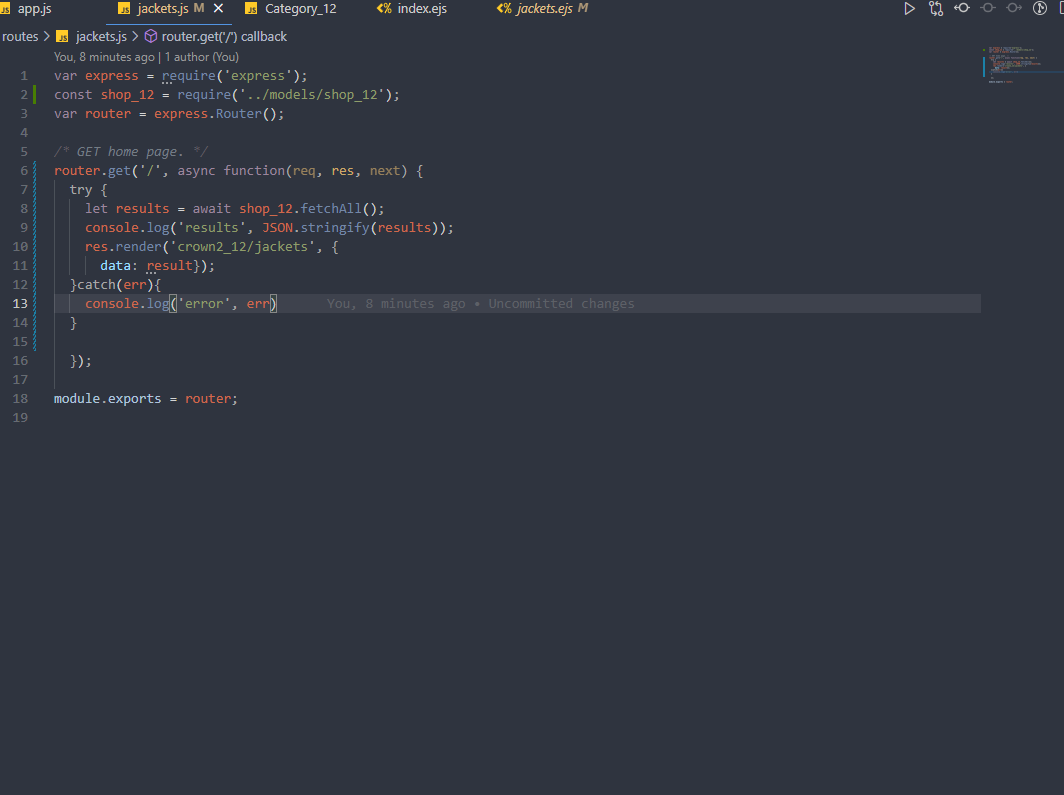 JS app.js JS jackets.js M × JS Category_12 <% index.ejs <% jackets.ejs M
routes > JS jackets.js > router.get('/') callback
You, 8 minutes ago | 1 author (You)
1 var express = require('express');
2 const shop_12 = require('../models/shop_12');
3 var router = express.Router();
4
5 /* GET home page. */
6 router.get('/', async function(req, res, next) {
7 try {
8 let results = await shop_12.fetchAll();
9 console.log('results', JSON.stringify(results));
10 res.render('crown2_12/jackets', {
11 data: result});
12 }catch(err){
13 console.log('error', err) You, 8 minutes ago • Uncommitted changes
14 }
15
16 });
17
18 module.exports = router;
19